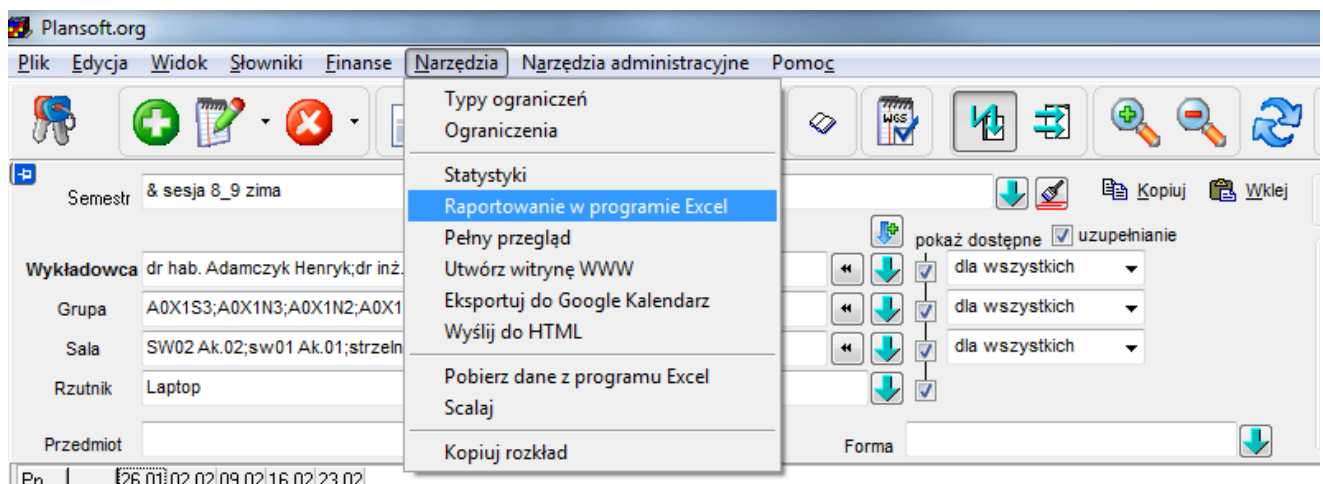 Plansoft.org
Plik Edycja Widok Słowniki Finanse Narzędzia Narzędzia administracyjne Pomoc
Typy ograniczeń
Ograniczenia
WGS
Statystyki
Semestr & sesja 8_9 zima Kopiuj Wklej
Raportowanie w programie Excel
Pełny przegląd
pokaż dostępne uzupełnianie
Utwórz witrynę WWW
Wykładowca dr hab. Adamczyk Henryk;dr inż. dla wszystkich
Eksportuj do Google Kalendarz
Grupa A0X1S3;A0X1N3;A0X1N2;A0X1 dla wszystkich
Wyślij do HTML
Sala SW02 Ak.02;sw01 Ak.01;strzeln dla wszystkich
Pobierz dane z programu Excel
Rzutnik Laptop
Scalaj
Przedmiot Forma
Kopiuj rozkład
Pn 26.01 02.02 09.02 16.02 23.02